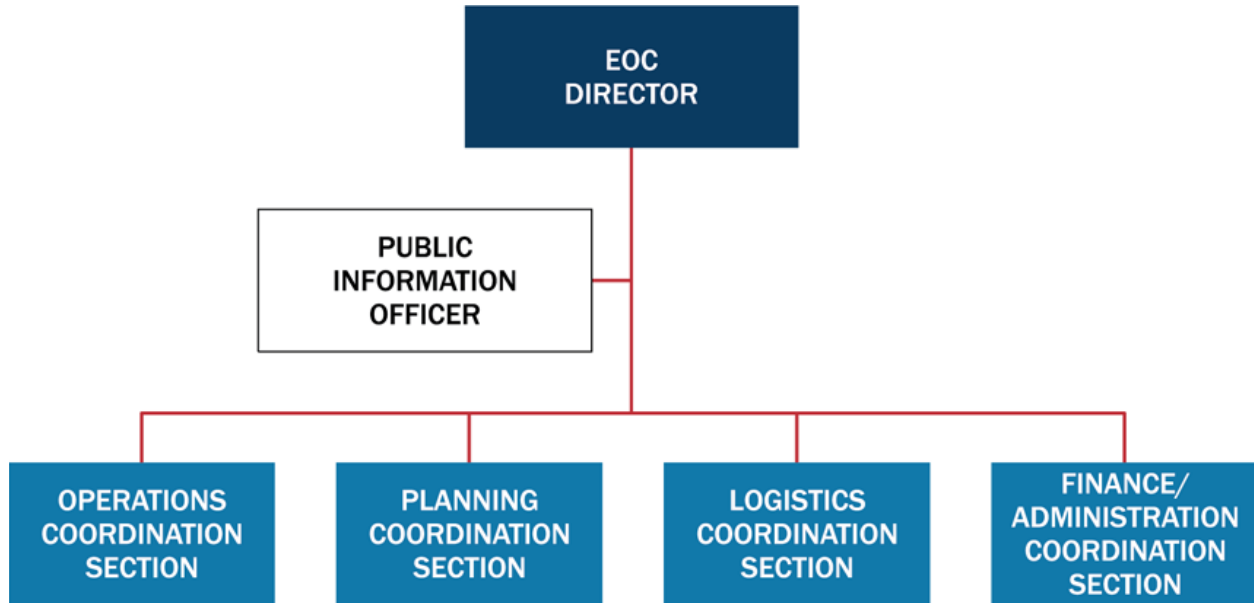 EOC
DIRECTOR
PUBLIC
INFORMATION
OFFICER
OPERATIONS
COORDINATION
SECTION
PLANNING
COORDINATION
SECTION
LOGISTICS
COORDINATION
SECTION
FINANCE/
ADMINISTRATION
COORDINATION
SECTION